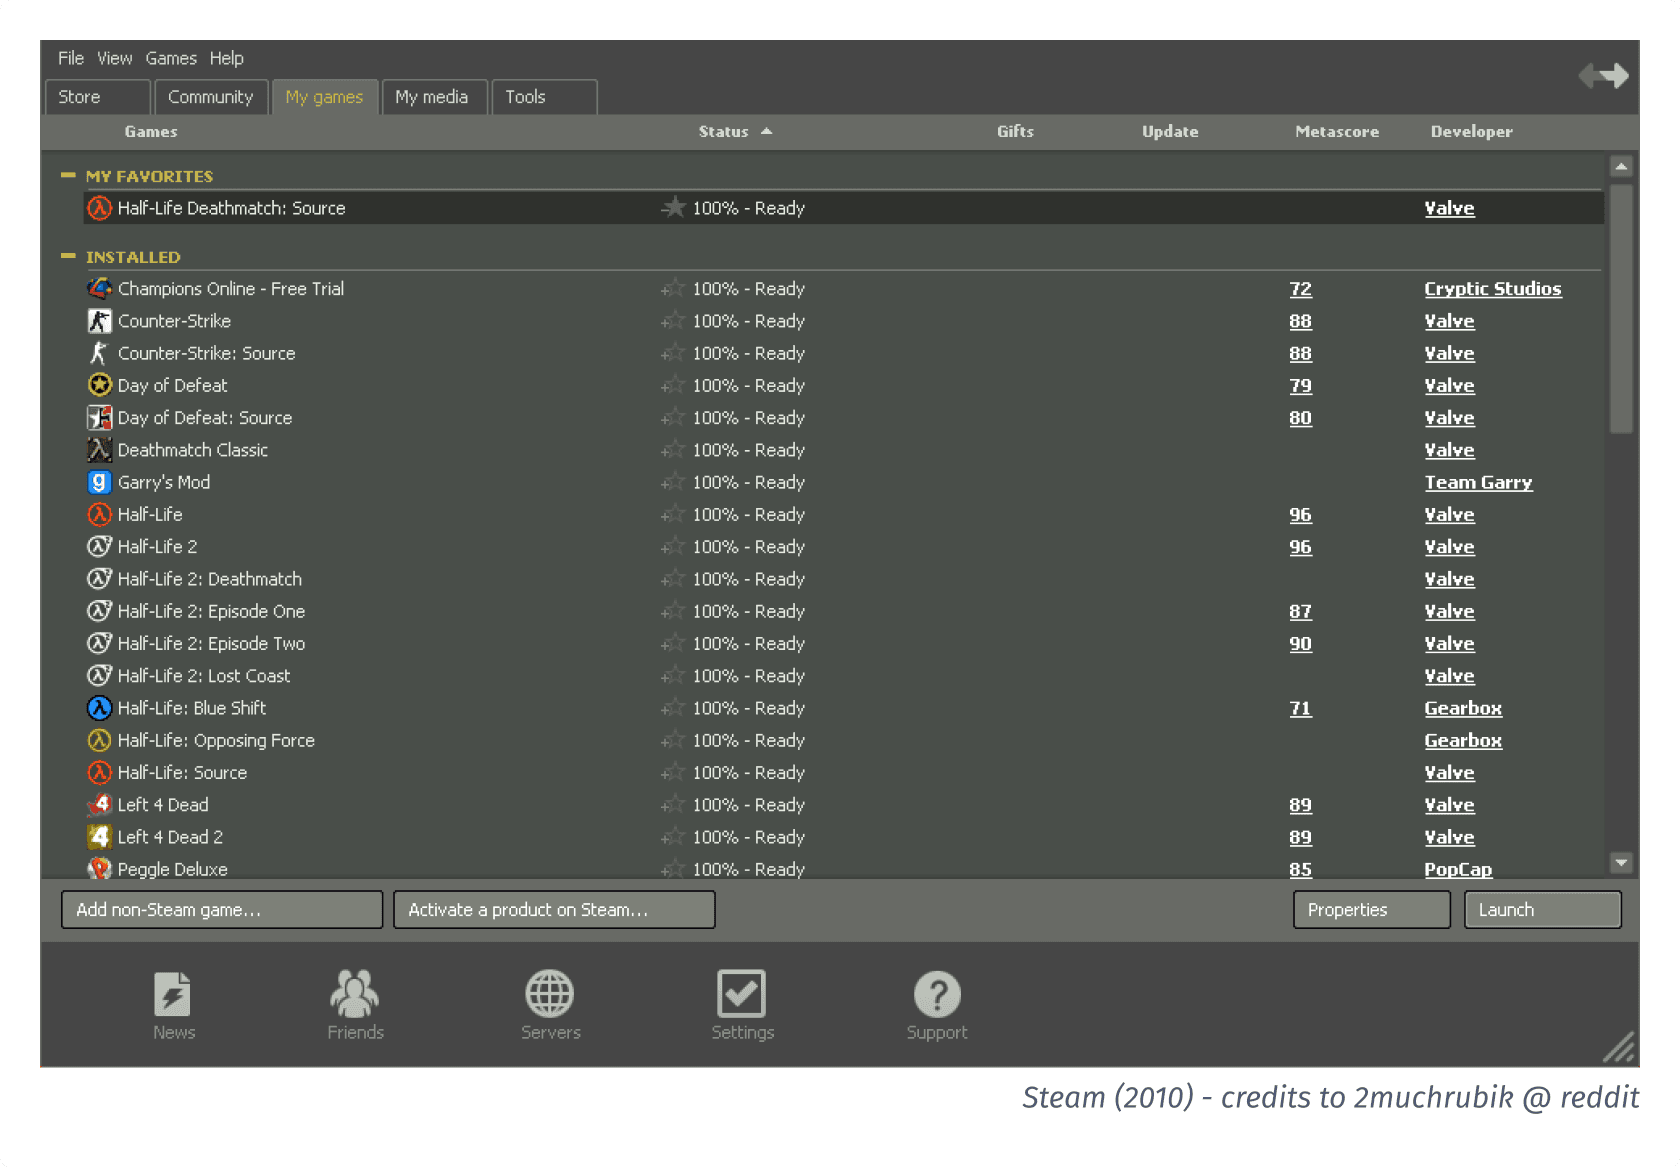 File View Games Help
Store Community My games My media Tools
Games Status Gifts Update Metascore Developer
MY FAVORITES
Half-Life Deathmatch: Source 100% - Ready Valve
INSTALLED
Champions Online - Free Trial 100% - Ready 72 Cryptic Studios
Counter-Strike 100% - Ready 88 Valve
Counter-Strike: Source 100% - Ready 88 Valve
Day of Defeat 100% - Ready 79 Valve
Day of Defeat: Source 100% - Ready 80 Valve
Deathmatch Classic 100% - Ready Valve
g Garry's Mod 100% - Ready Team Garry
Half-Life 100% - Ready 96 Valve
Half-Life 2 100% - Ready 96 Valve
Half-Life 2: Deathmatch 100% - Ready Valve
Half-Life 2: Episode One 100% - Ready 87 Valve
Half-Life 2: Episode Two 100% - Ready 90 Valve
Half-Life 2: Lost Coast 100% - Ready Valve
Half-Life: Blue Shift 100% - Ready 71 Gearbox
Half-Life: Opposing Force 100% - Ready Gearbox
Half-Life: Source 100% - Ready Valve
4 Left 4 Dead 100% - Ready 89 Valve
4 Left 4 Dead 2 100% - Ready 89 Valve
Peggle Deluxe 100% - Ready 85 PopCap
Add non-Steam game... Activate a product on Steam... Properties Launch
News Friends Servers Settings Support
Steam (2010) - credits to 2muchrubik @ reddit